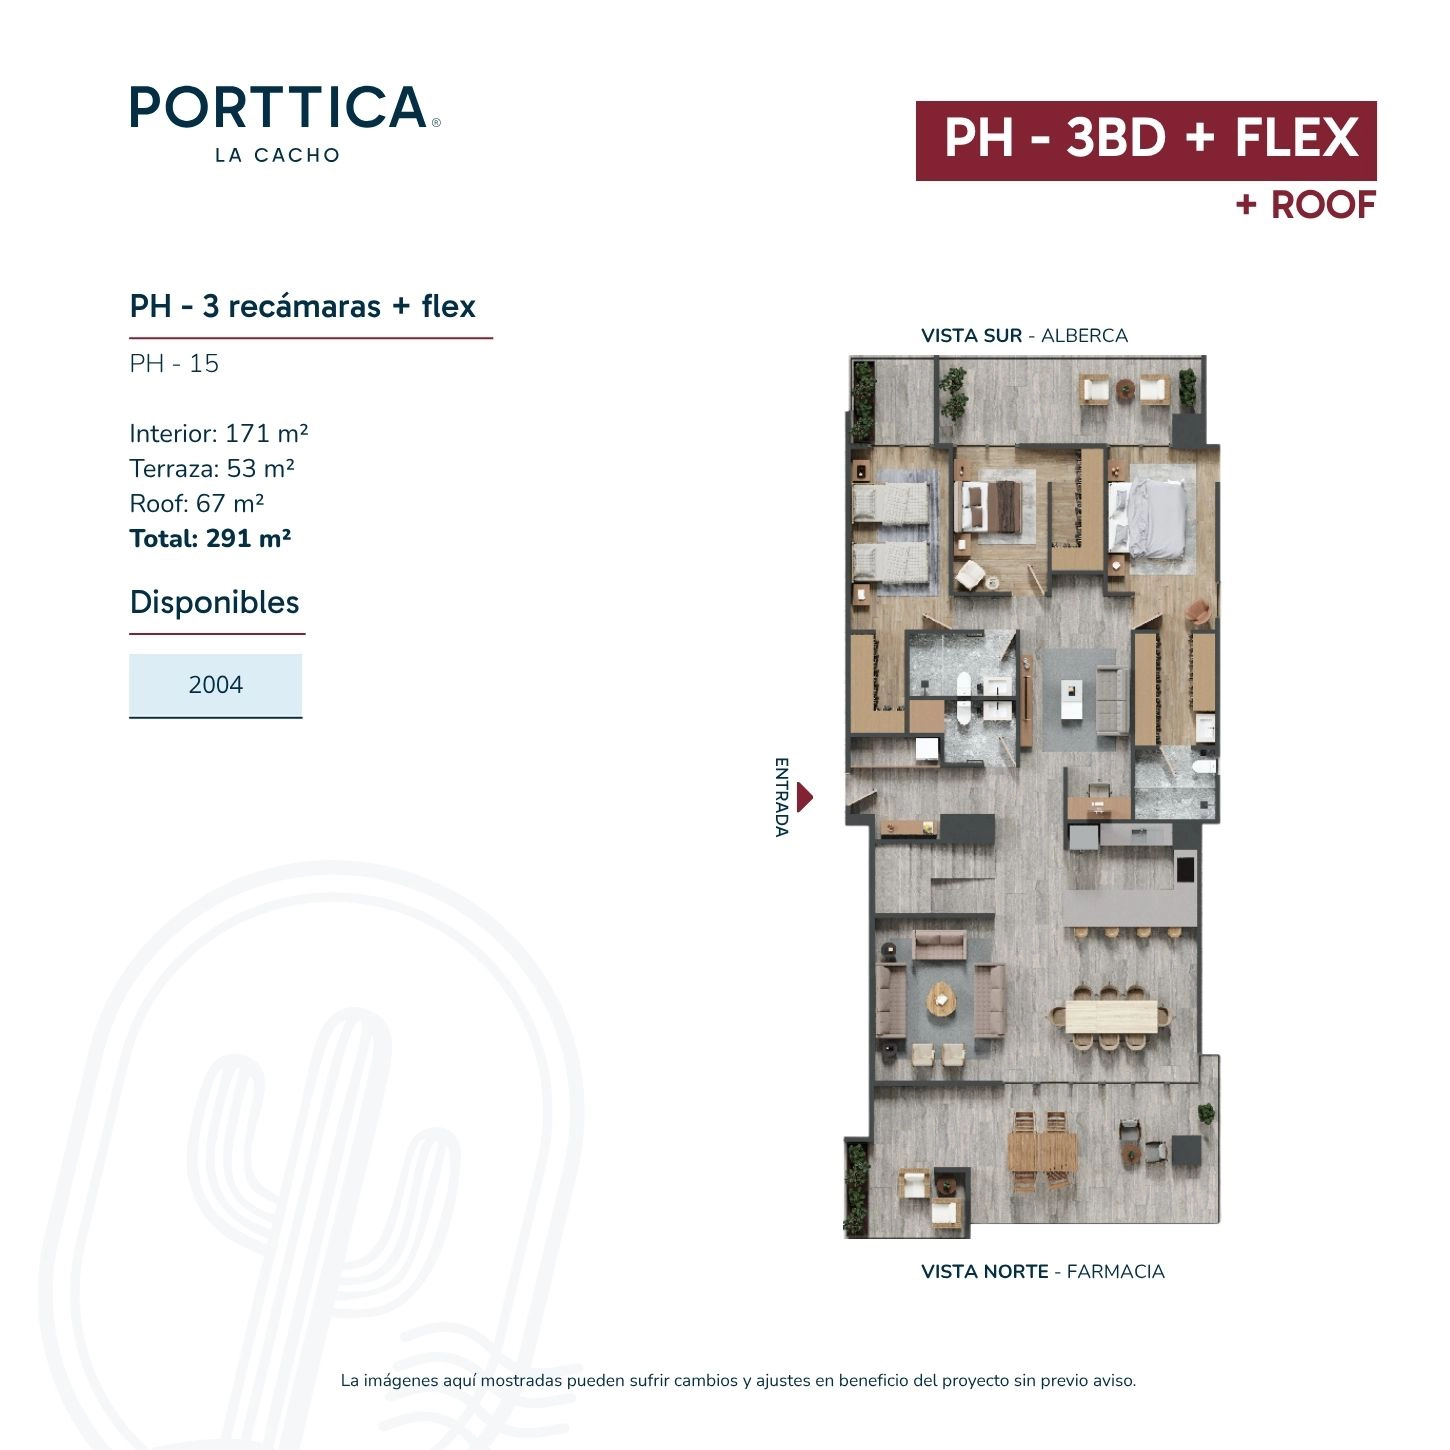 PORTTICA®
LA CACHO
PH - 3BD + FLEX
+ ROOF
PH - 3 recámaras + flex
PH - 15
Interior: 171 m²
Terraza: 53 m²
Roof: 67 m²
Total: 291 m²
Disponibles
2004
VISTA SUR - ALBERCA
ENTRADA
VISTA NORTE - FARMACIA
La imágenes aquí mostradas pueden sufrir cambios y ajustes en beneficio del proyecto sin previo aviso.